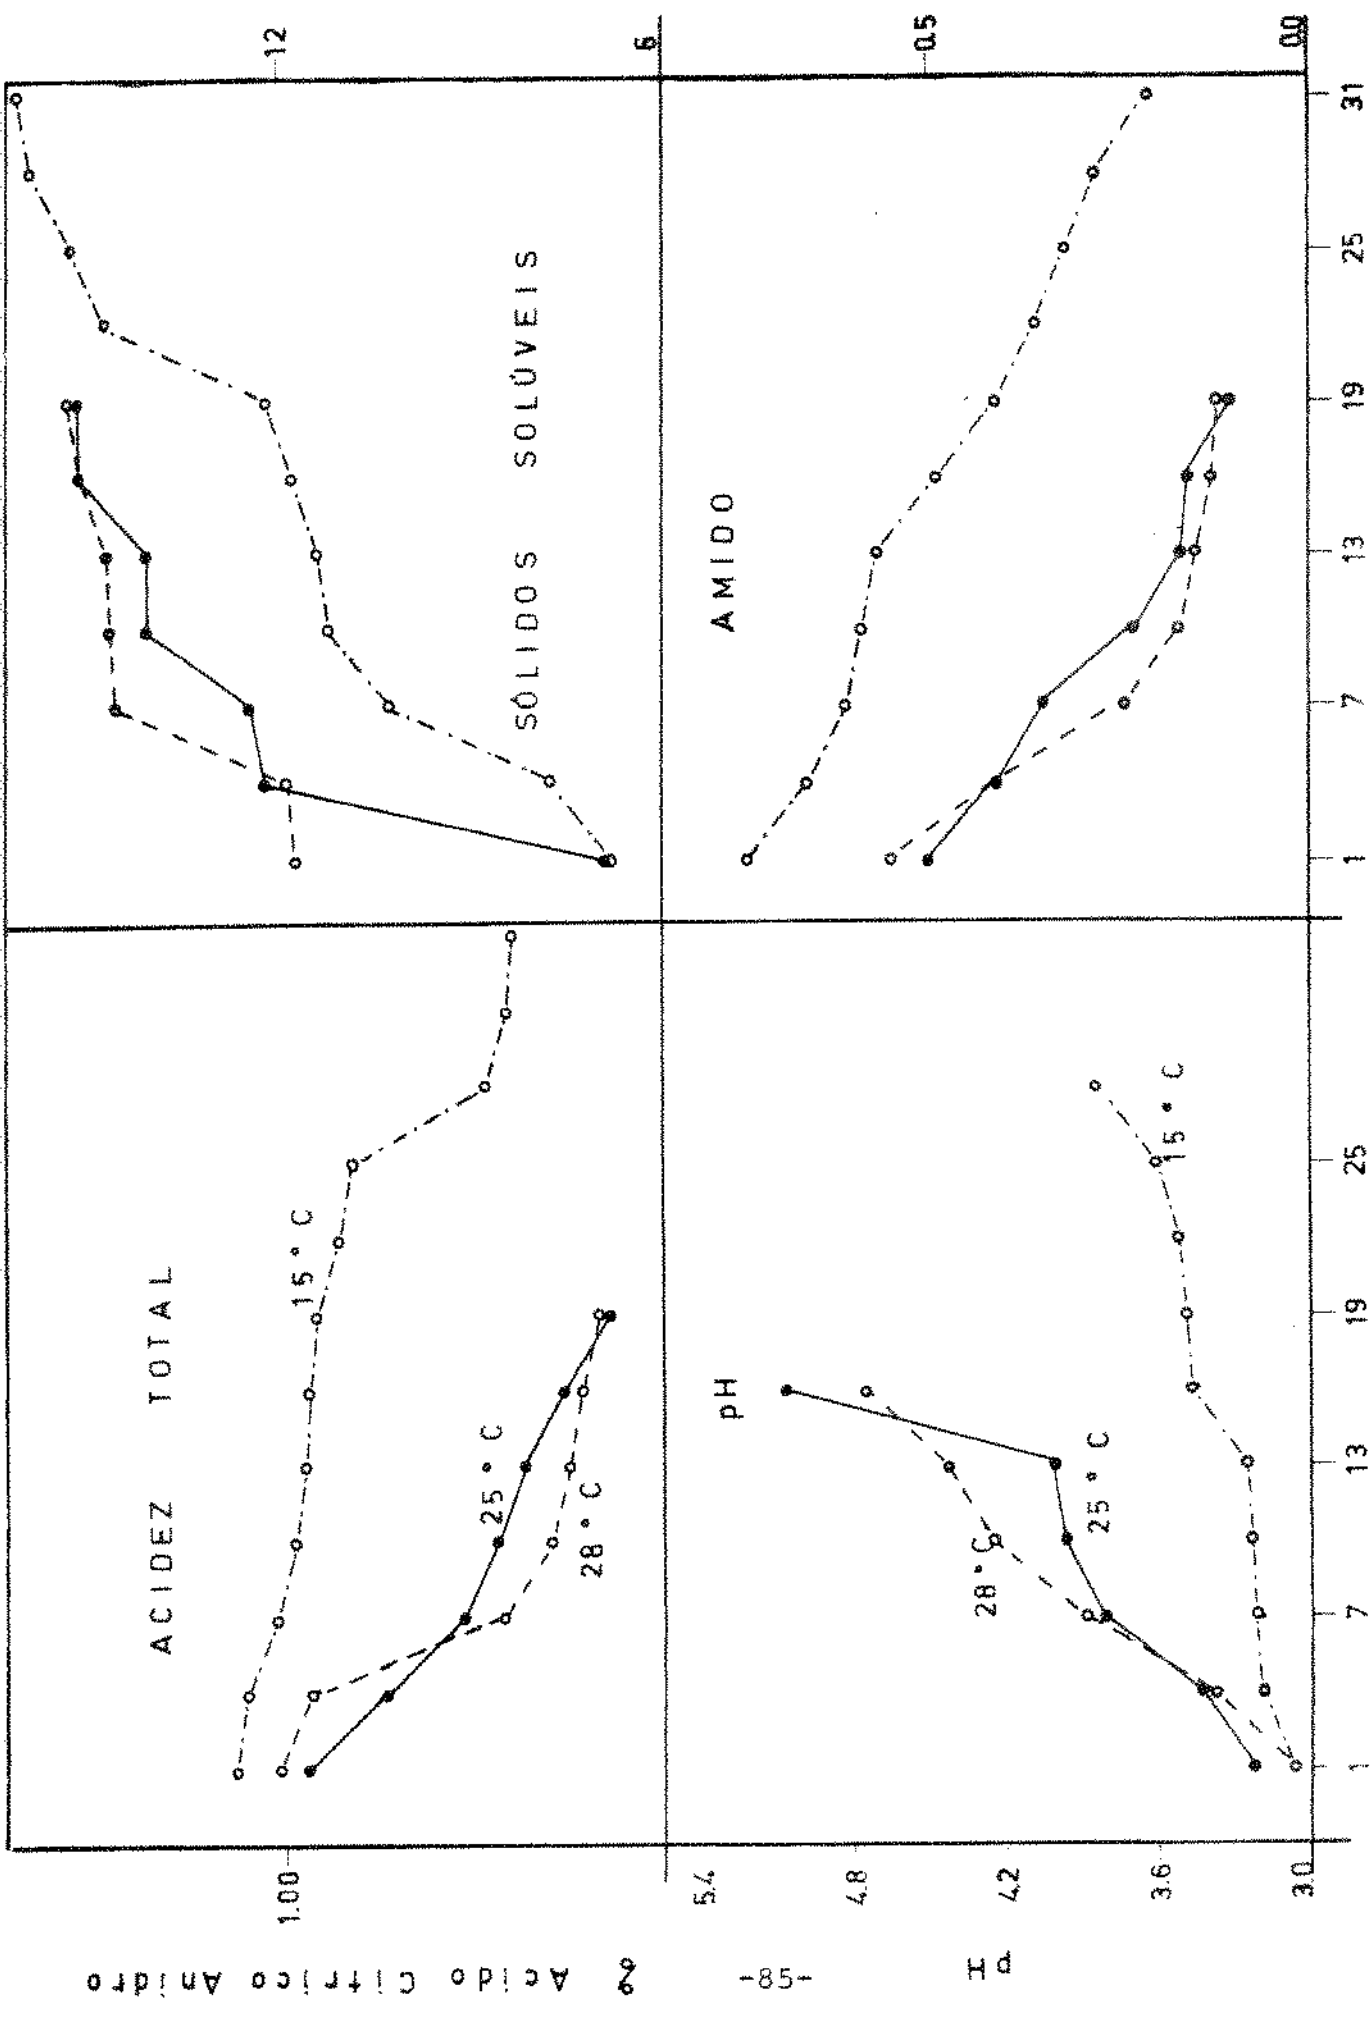 ACIDEZ TOTAL
15°C
25°C
28°C
1.00
% Acido Citrico Anidro
SÓLIDOS SOLÚVEIS
12
6
pH
28°C
25°C
15°C
5.4
4.8
4.2
3.6
3.0
pH
1 7 13 19 25
AMIDO
0.5
0.0
1 7 13 19 25 31
-85-